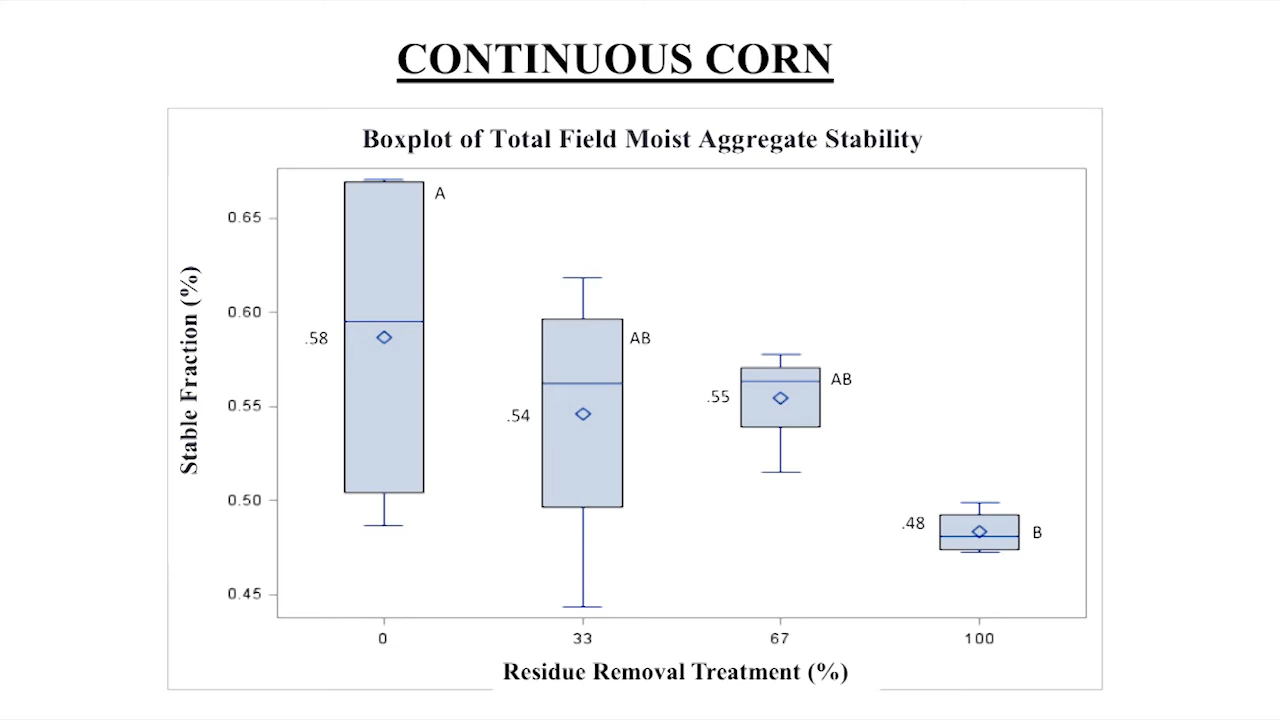 CONTINUOUS CORN
Boxplot of Total Field Moist Aggregate Stability
Stable Fraction (%)
0.65
0.60
0.55
0.50
0.45
A
.58
AB
.54
AB
.55
.48
B
0
33
67
100
Residue Removal Treatment (%)